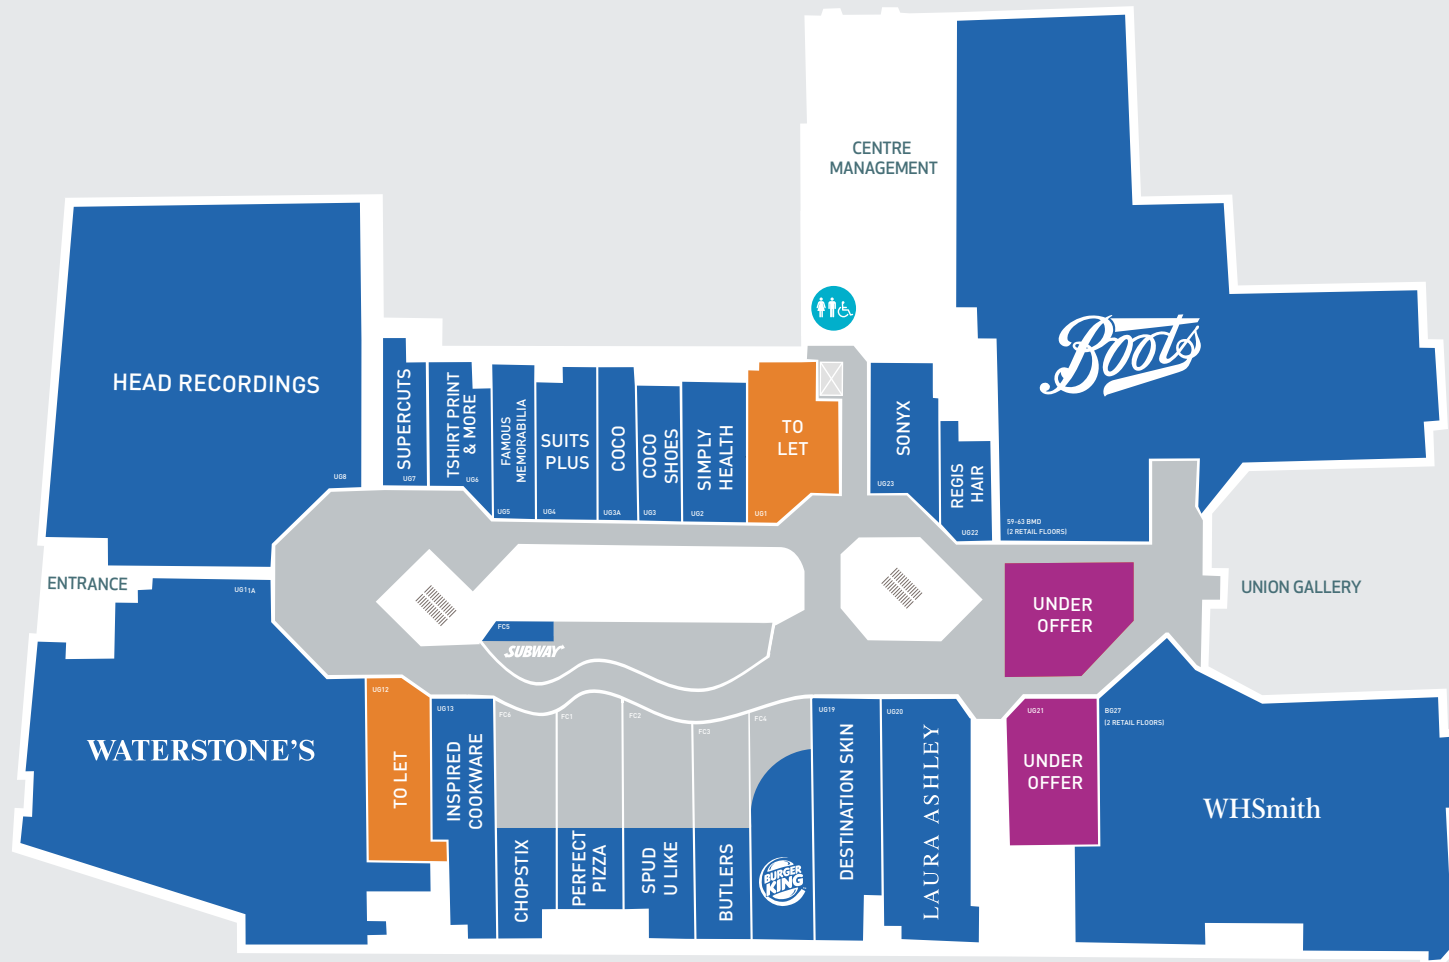 CENTRE
MANAGEMENT
Boots
59-63 BMD
(2 RETAIL FLOORS)
HEAD RECORDINGS
UG8
SUPERCUTS
UG7
TSHIRT PRINT
& MORE
UG6
FAMOUS
MEMORABILIA
UG5
SUITS
PLUS
UG4
COCO
UG3A
COCO
SHOES
UG3
SIMPLY
HEALTH
UG2
TO
LET
UG1
SONYX
UG23
REGIS
HAIR
UG22
ENTRANCE
UG11A
FC5
SUBWAY
UNDER
OFFER
UNION GALLERY
WATERSTONE'S
UG12
TO LET
UG13
INSPIRED
COOKWARE
FC6
CHOPSTIX
FC1
PERFECT
PIZZA
FC2
SPUD
U LIKE
FC3
BUTLERS
FC4
BURGER
KING
UG19
DESTINATION SKIN
UG20
LAURA ASHLEY
UG21
UNDER
OFFER
BG27
(2 RETAIL FLOORS)
WHSmith